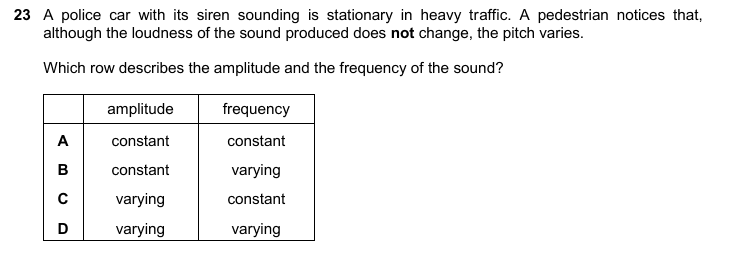 23 A police car with its siren sounding is stationary in heavy traffic. A pedestrian notices that,
although the loudness of the sound produced does not change, the pitch varies.
Which row describes the amplitude and the frequency of the sound?
amplitude frequency
A constant constant
B constant varying
C varying constant
D varying varying